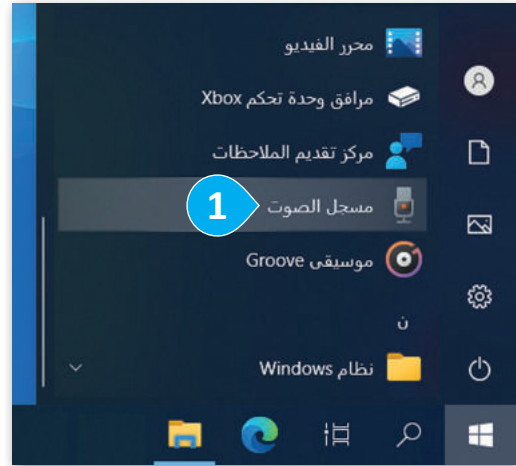 محرر الفيديو
مرافق وحدة تحكم Xbox
مركز تقديم الملاحظات
مسجل الصوت
1
موسيقى Groove
ن
نظام Windows